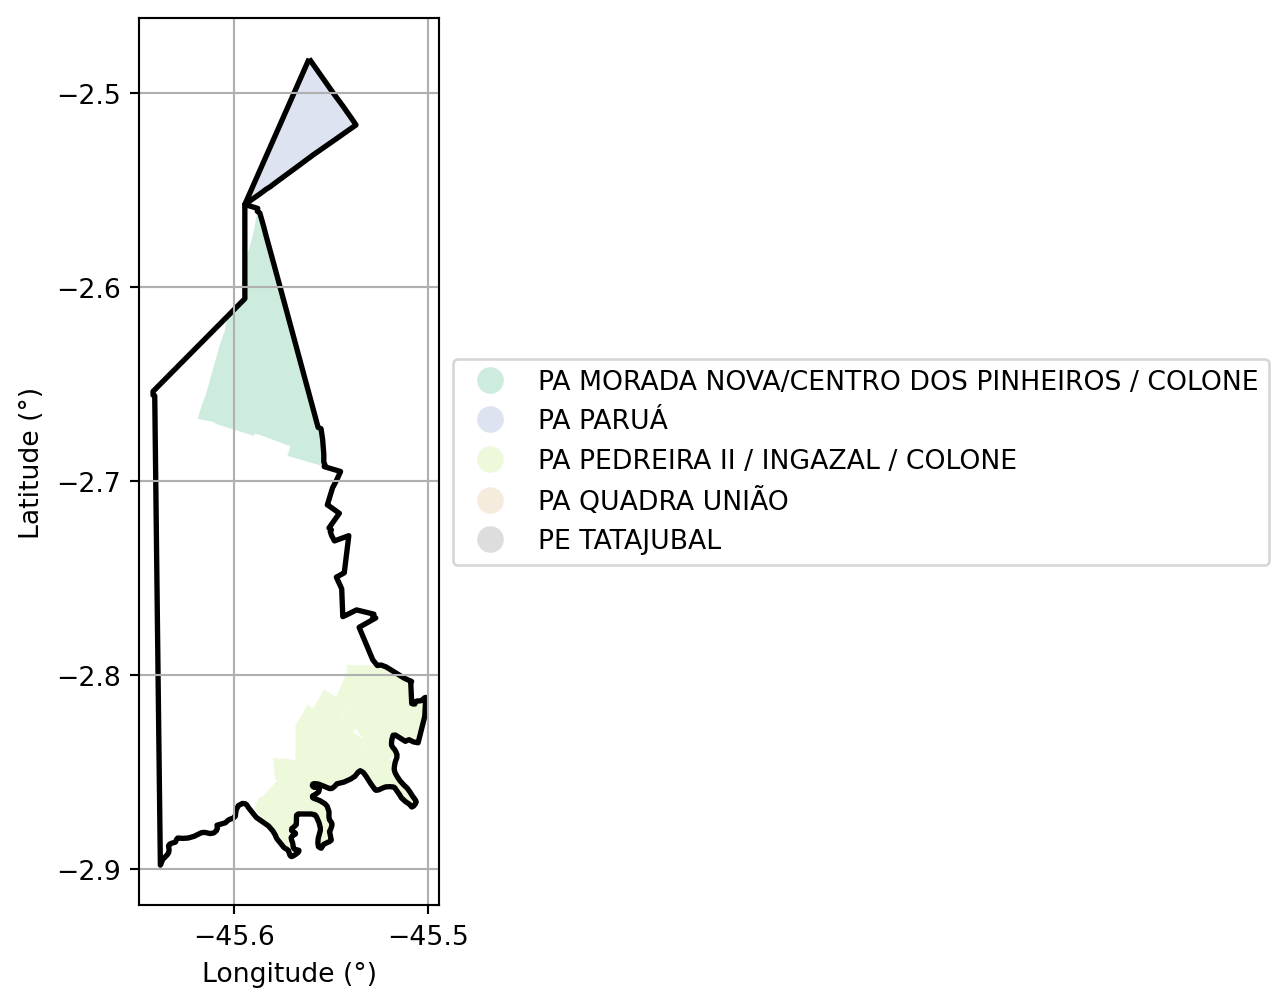 −2.5
−2.6
−2.7
−2.8
−2.9
Latitude (°)
−45.6
−45.5
Longitude (°)
PA MORADA NOVA/CENTRO DOS PINHEIROS / COLONE
PA PARUÁ
PA PEDREIRA II / INGAZAL / COLONE
PA QUADRA UNIÃO
PE TATAJUBAL